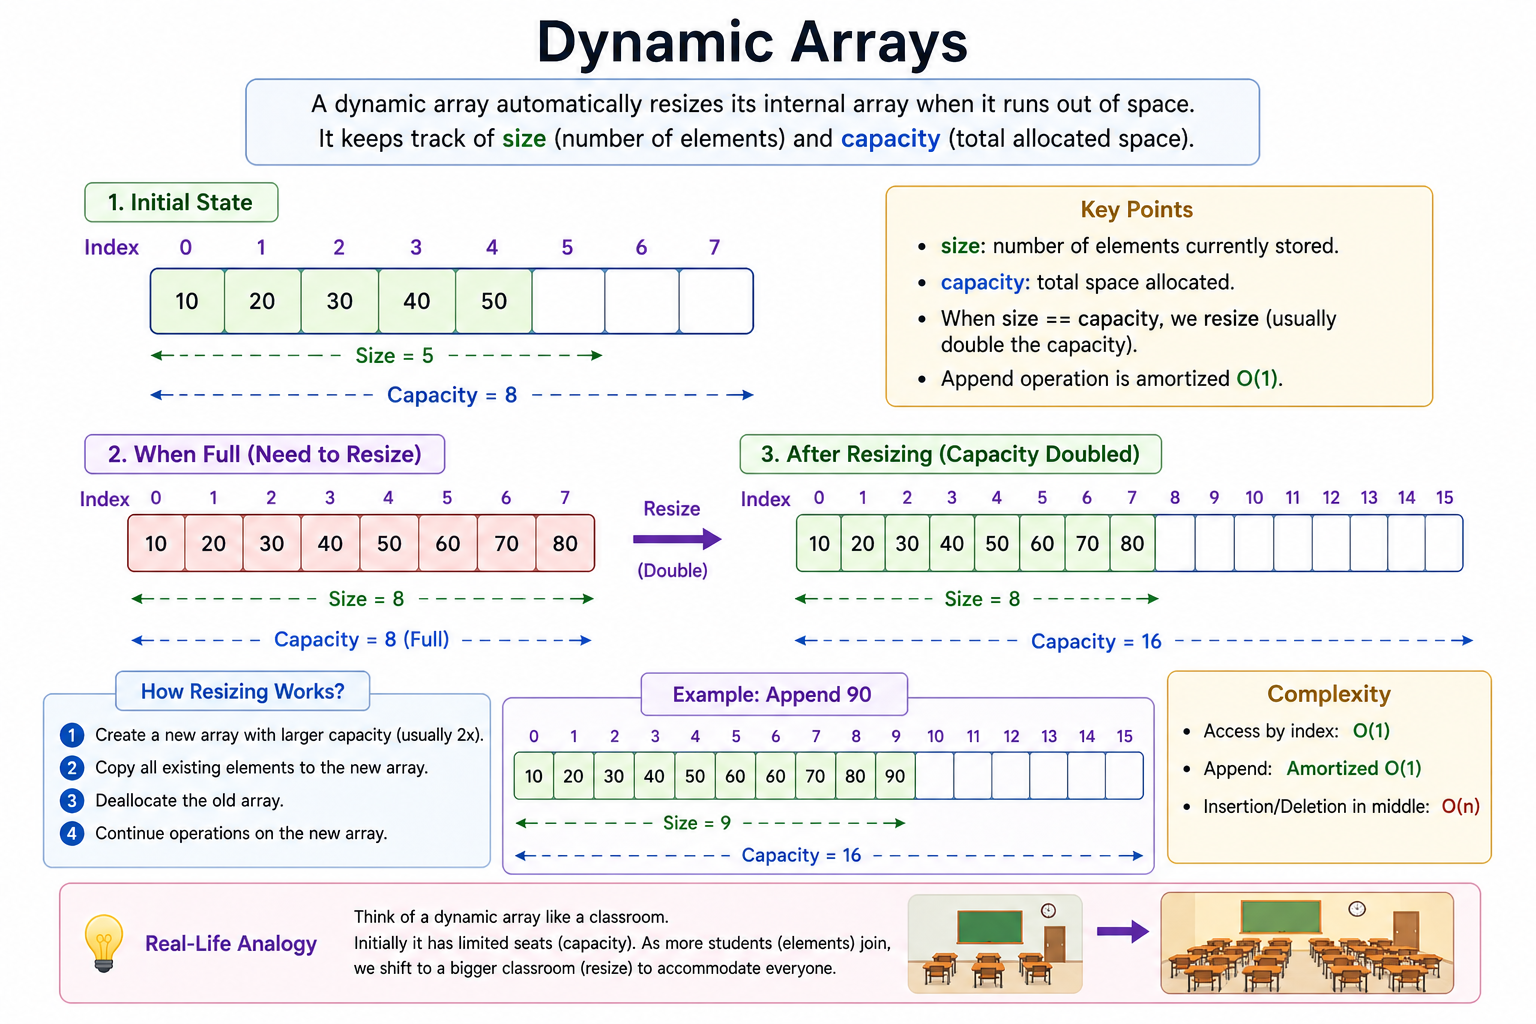 Dynamic Arrays
A dynamic array automatically resizes its internal array when it runs out of space.
It keeps track of size (number of elements) and capacity (total allocated space).
1. Initial State
Index 0 1 2 3 4 5 6 7
10 20 30 40 50
Size = 5
Capacity = 8
Key Points
• size: number of elements currently stored.
• capacity: total space allocated.
• When size == capacity, we resize (usually
double the capacity).
• Append operation is amortized O(1).
2. When Full (Need to Resize)
Index 0 1 2 3 4 5 6 7
10 20 30 40 50 60 70 80
Size = 8
Capacity = 8 (Full)
Resize
(Double)
3. After Resizing (Capacity Doubled)
Index 0 1 2 3 4 5 6 7 8 9 10 11 12 13 14 15
10 20 30 40 50 60 70 80
Size = 8
Capacity = 16
How Resizing Works?
1 Create a new array with larger capacity (usually 2x).
2 Copy all existing elements to the new array.
3 Deallocate the old array.
4 Continue operations on the new array.
Example: Append 90
0 1 2 3 4 5 6 7 8 9 10 11 12 13 14 15
10 20 30 40 50 60 60 70 80 90
Size = 9
Capacity = 16
Complexity
• Access by index: O(1)
• Append: Amortized O(1)
• Insertion/Deletion in middle: O(n)
Real-Life Analogy
Think of a dynamic array like a classroom.
Initially it has limited seats (capacity). As more students (elements) join,
we shift to a bigger classroom (resize) to accommodate everyone.